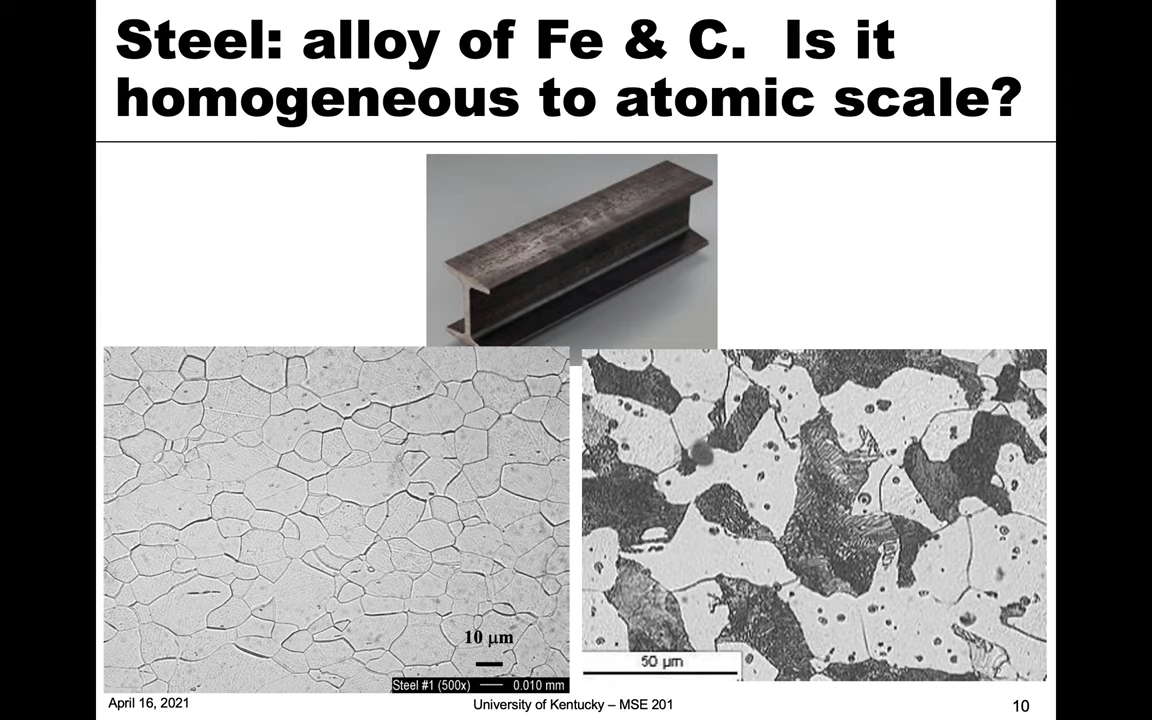 Steel: alloy of Fe & C.  Is it
homogeneous to atomic scale?
10 μm
Steel #1 (500x)
0.010 mm
50 μm
April 16, 2021
University of Kentucky – MSE 201
10